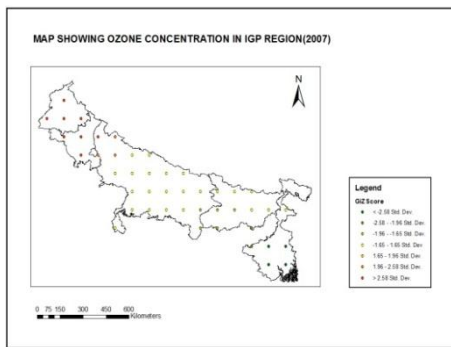 MAP SHOWING OZONE CONCENTRATION IN IGP REGION(2007)
N
Legend
GiZScore
< -2.58 Std. Dev.
-2.58 - -1.96 Std. Dev.
-1.96 - -1.65 Std. Dev.
-1.65 - 1.65 Std. Dev.
1.65 - 1.96 Std. Dev.
1.96 - 2.58 Std. Dev.
> 2.58 Std. Dev.
0 75 150 300 450 600
Kilometers